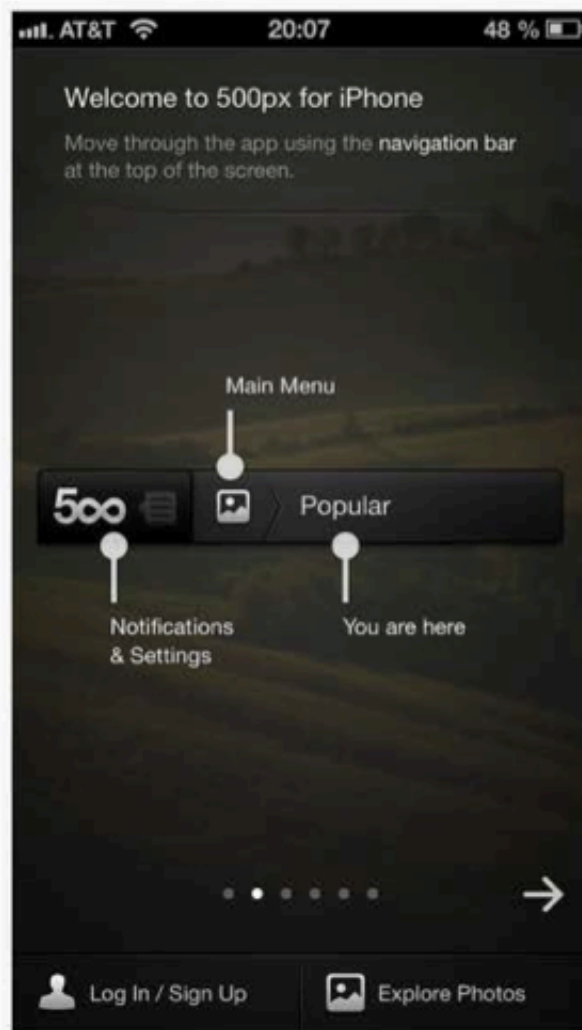 AT&T 20:07 48 %
Welcome to 500px for iPhone
Move through the app using the navigation bar
at the top of the screen.
Main Menu
500 Popular
Notifications
& Settings
You are here
Log In / Sign Up Explore Photos